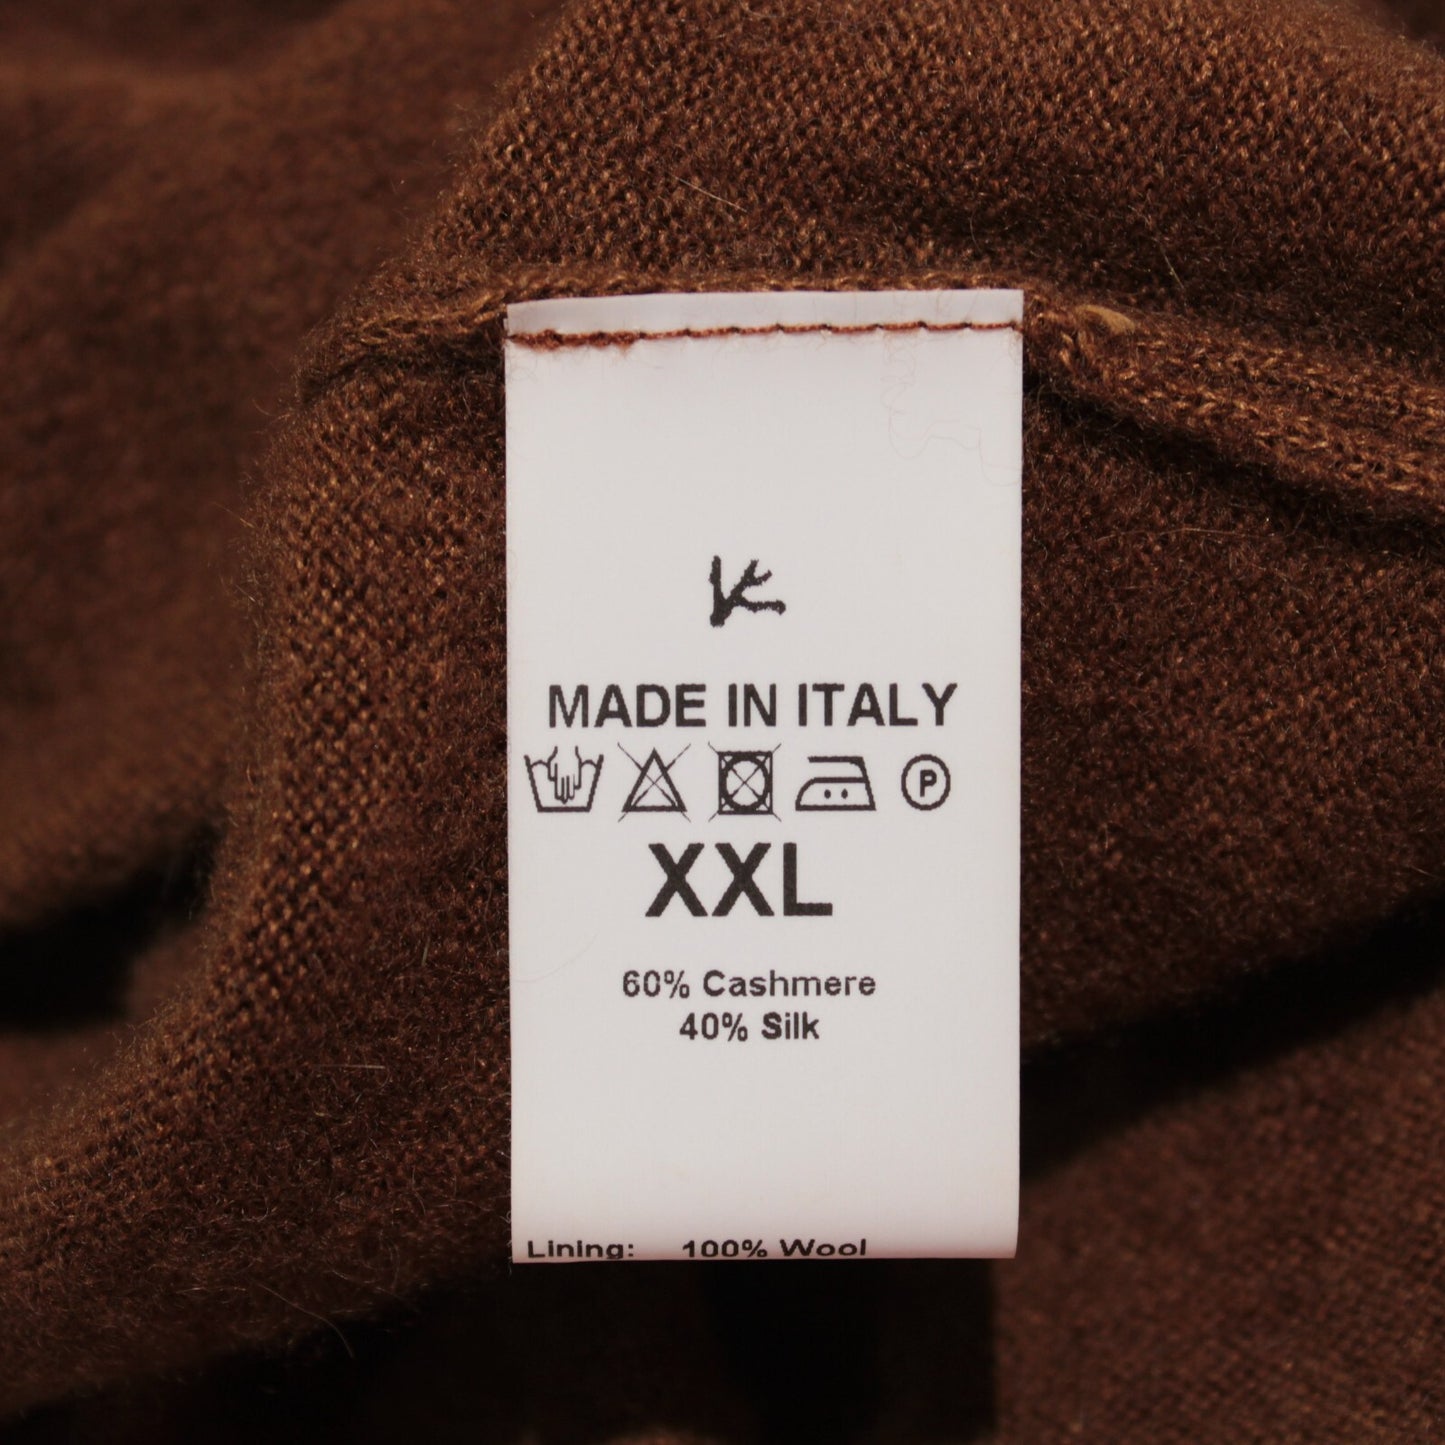 MADE IN ITALY
P
XXL
60% Cashmere
40% Silk
Lining: 100% Wool